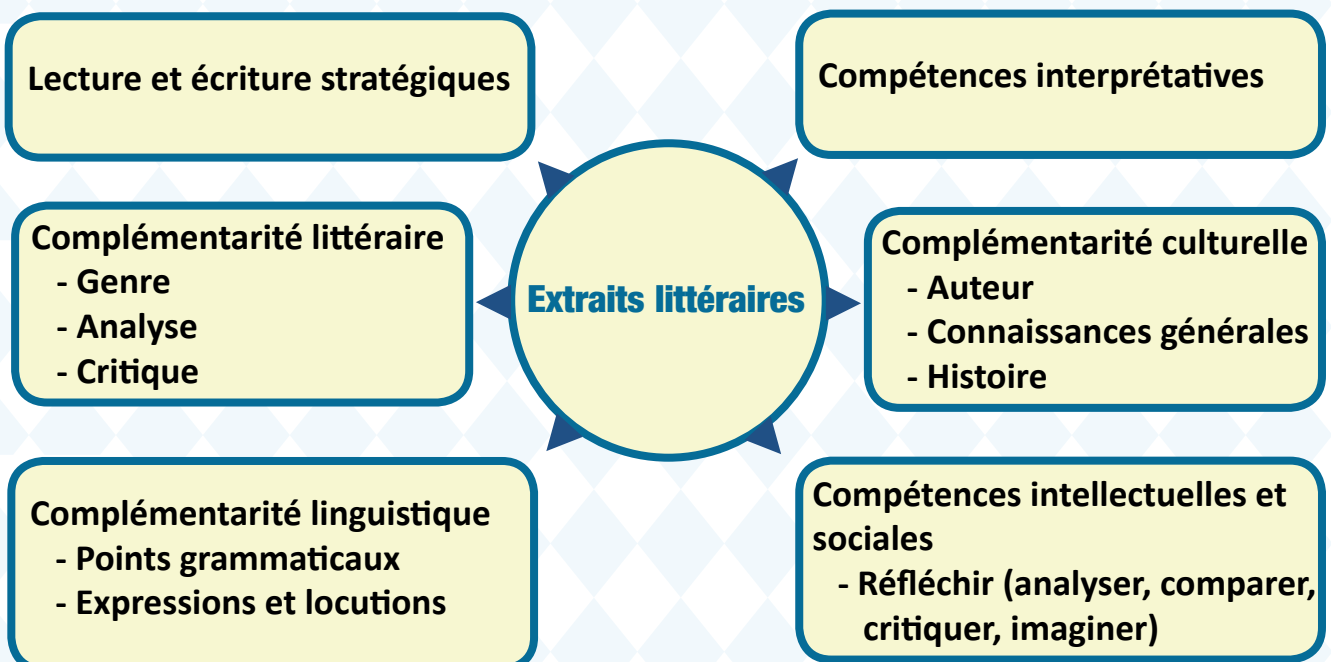 Lecture et écriture stratégiques
Compétences interprétatives
Complémentarité littéraire
- Genre
- Analyse
- Critique
Extraits littéraires
Complémentarité culturelle
- Auteur
- Connaissances générales
- Histoire
Complémentarité linguistique
- Points grammaticaux
- Expressions et locutions
Compétences intellectuelles et
sociales
- Réfléchir (analyser, comparer,
critiquer, imaginer)